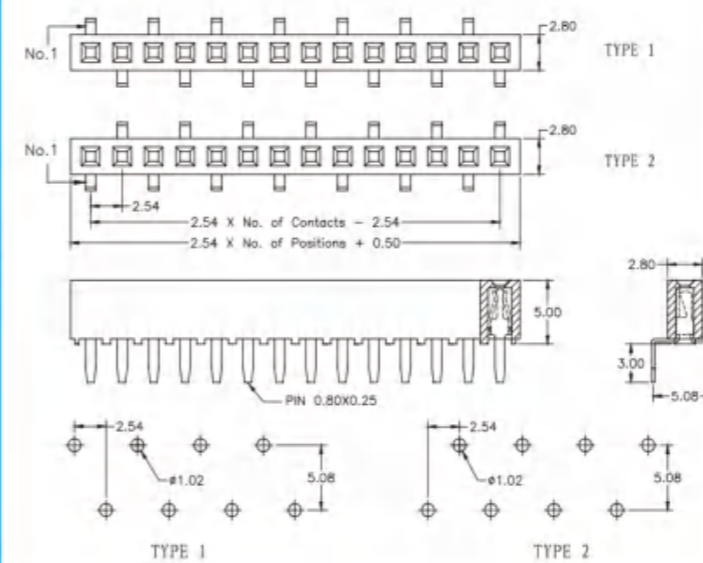 2.80
No.1
TYPE 1
2.80
No.1
TYPE 2
2.54
2.54 X No. of Contacts - 2.54
2.54 X No. of Positions + 0.50
2.80
5.00
3.00
5.08
PIN 0.80X0.25
2.54
2.54
ø1.02
5.08
ø1.02
5.08
TYPE 1
TYPE 2